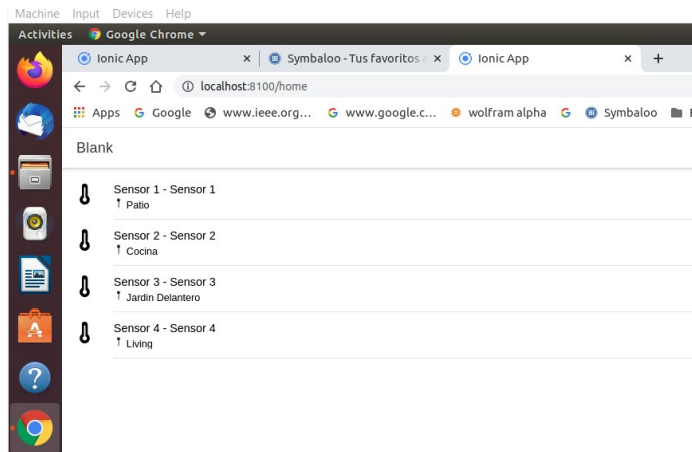 Machine Input Devices Help
Activities Google Chrome
Ionic App Symbaloo - Tus favoritos a Ionic App
localhost:8100/home
Apps Google www.ieee.org... www.google.c... wolfram alpha Symbaloo
Blank
Sensor 1 - Sensor 1
Patio
Sensor 2 - Sensor 2
Cocina
Sensor 3 - Sensor 3
Jardin Delantero
Sensor 4 - Sensor 4
Living